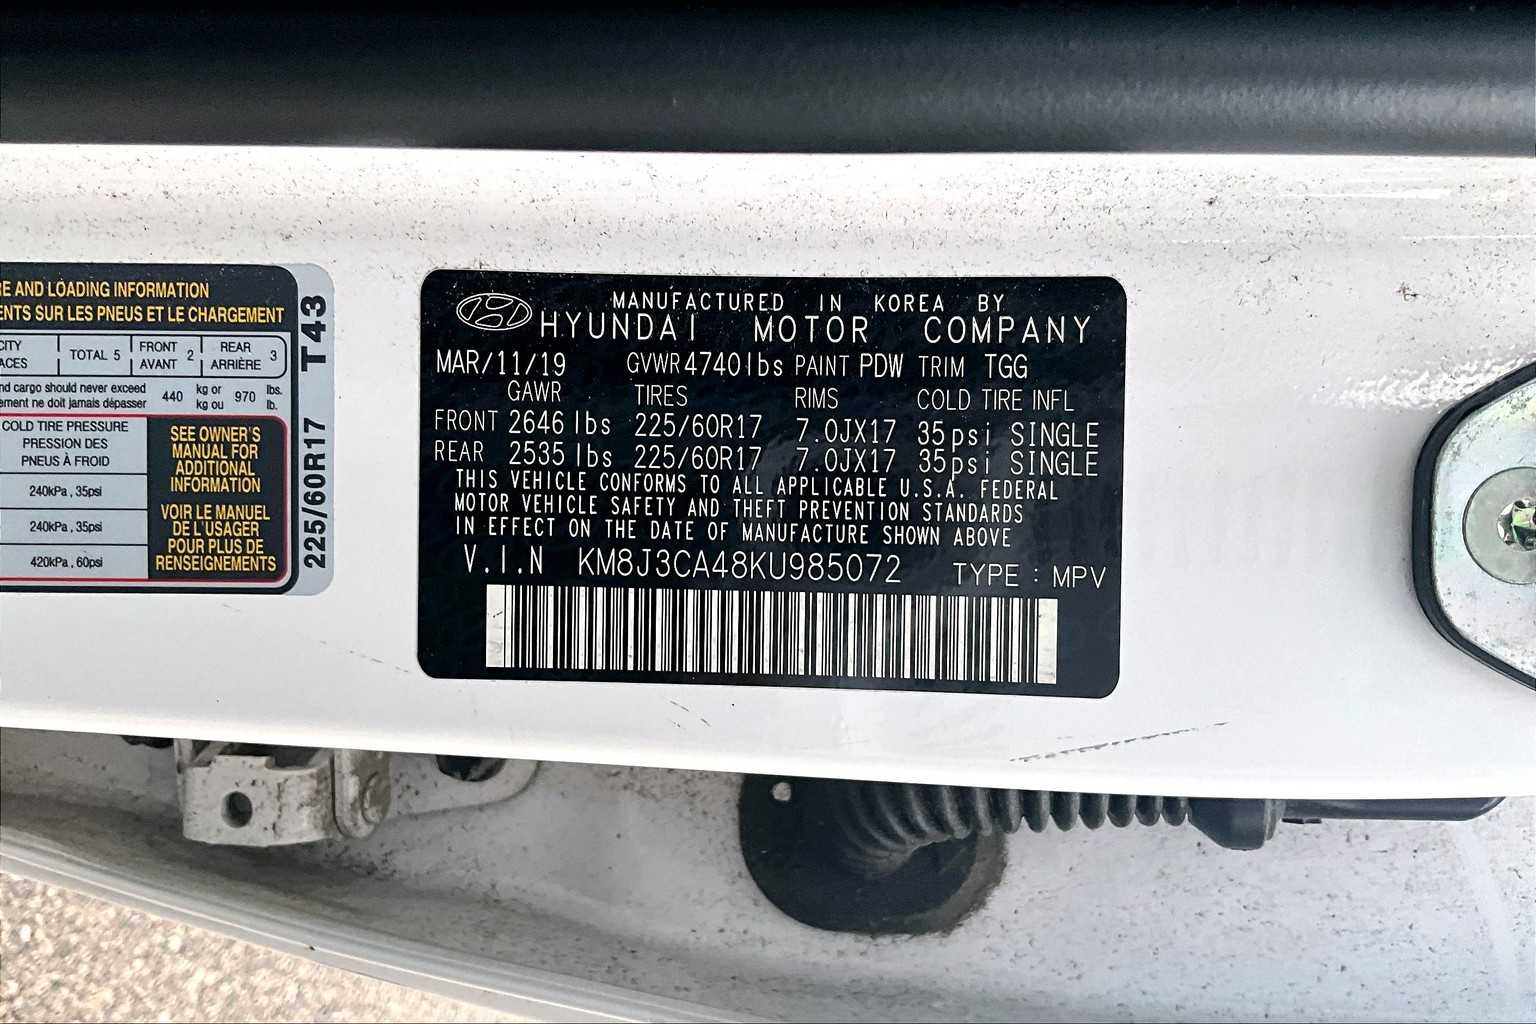 RE AND LOADING INFORMATION
ENTS SUR LES PNEUS ET LE CHARGEMENT
CITY
ACES
TOTAL 5
FRONT
AVANT 2
REAR
ARRIÈRE 3
nd cargo should never exceed
ement ne doit jamais dépasser
440 kg or
kg ou
970 lbs.
lb.
COLD TIRE PRESSURE
PRESSION DES
PNEUS À FROID
240kPa , 35psi
240kPa , 35psi
420kPa , 60psi
SEE OWNER'S
MANUAL FOR
ADDITIONAL
INFORMATION
VOIR LE MANUEL
DE L'USAGER
POUR PLUS DE
RENSEIGNEMENTS
225/60R17 T43
MANUFACTURED IN KOREA BY
HYUNDAI MOTOR COMPANY
MAR/11/19 GVWR 4740lbs PAINT PDW TRIM TGG
GAWR TIRES RIMS COLD TIRE INFL
FRONT 2646 lbs 225/60R17 7.0JX17 35psi SINGLE
REAR 2535 lbs 225/60R17 7.0JX17 35psi SINGLE
THIS VEHICLE CONFORMS TO ALL APPLICABLE U.S.A. FEDERAL
MOTOR VEHICLE SAFETY AND THEFT PREVENTION STANDARDS
IN EFFECT ON THE DATE OF MANUFACTURE SHOWN ABOVE
V.I.N KM8J3CA48KU985072 TYPE : MPV